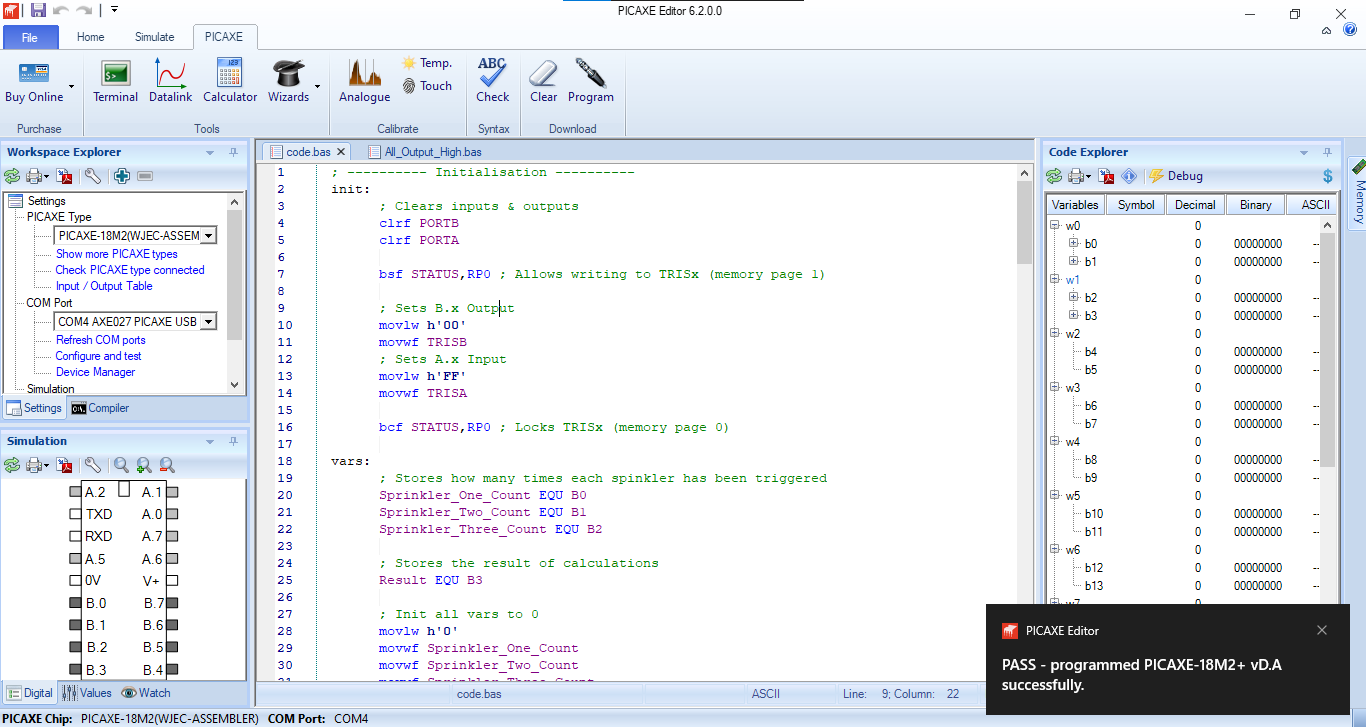 PICAXE Editor 6.2.0.0
File Home Simulate PICAXE
Buy Online
Purchase
Terminal Datalink Calculator Wizards
Tools
Analogue Temp. Touch
Calibrate
ABC
Check
Syntax
Clear Program
Download
Workspace Explorer
Settings
PICAXE Type
PICAXE-18M2(WJEC-ASSEM
Show more PICAXE types
Check PICAXE type connected
Input / Output Table
COM Port
COM4 AXE027 PICAXE USB
Refresh COM ports
Configure and test
Device Manager
Simulation
Settings Compiler
Simulation
A.2 A.1
TXD A.0
RXD A.7
A.5 A.6
0V V+
B.0 B.7
B.1 B.6
B.2 B.5
B.3 B.4
Digital Values Watch
code.bas All_Output_High.bas
1 ; ---------- Initialisation ----------
2 init:
3 ; Clears inputs & outputs
4 clrf PORTB
5 clrf PORTA
6
7 bsf STATUS,RP0 ; Allows writing to TRISx (memory page 1)
8
9 ; Sets B.x Output
10 movlw h'00'
11 movwf TRISB
12 ; Sets A.x Input
13 movlw h'FF'
14 movwf TRISA
15
16 bcf STATUS,RP0 ; Locks TRISx (memory page 0)
17
18 vars:
19 ; Stores how many times each spinkler has been triggered
20 Sprinkler_One_Count EQU B0
21 Sprinkler_Two_Count EQU B1
22 Sprinkler_Three_Count EQU B2
23
24 ; Stores the result of calculations
25 Result EQU B3
26
27 ; Init all vars to 0
28 movlw h'0'
29 movwf Sprinkler_One_Count
30 movwf Sprinkler_Two_Count
31 movwf Sprinkler_Three_Count
code.bas ASCII Line: 9; Column: 22
Code Explorer
Debug $
Variables Symbol Decimal Binary ASCII
w0 0
b0 0 00000000 --
b1 0 00000000 --
w1 0
b2 0 00000000 --
b3 0 00000000 --
w2 0
b4 0 00000000 --
b5 0 00000000 --
w3 0
b6 0 00000000 --
b7 0 00000000 --
w4 0
b8 0 00000000 --
b9 0 00000000 --
w5 0
b10 0 00000000 --
b11 0 00000000 --
w6 0
b12 0 00000000 --
b13 0 00000000 --
w7 0
Memory
PICAXE Editor
PASS - programmed PICAXE-18M2+ vD.A
successfully.
PICAXE Chip: PICAXE-18M2(WJEC-ASSEMBLER) COM Port: COM4